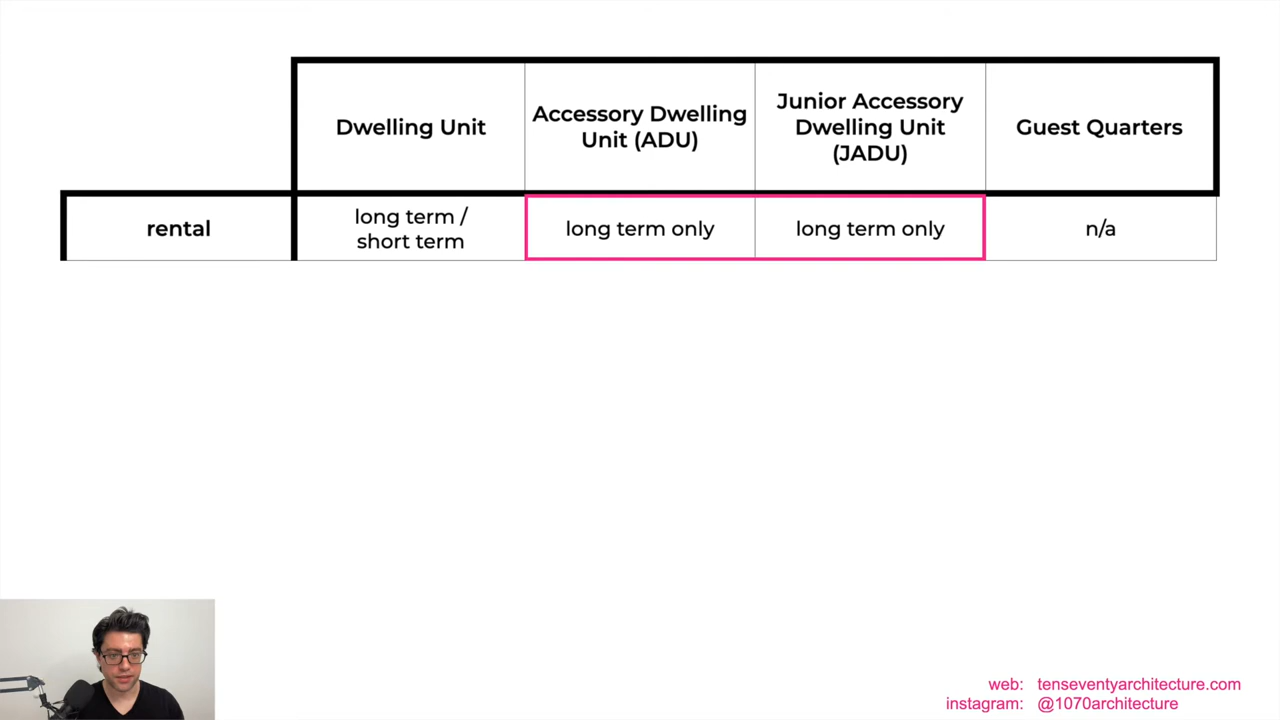 Dwelling Unit
Accessory Dwelling
Unit (ADU)
Junior Accessory
Dwelling Unit
(JADU)
Guest Quarters
rental
long term /
short term
long term only
long term only
n/a
web: tenseventyarchitecture.com
instagram: @1070architecture